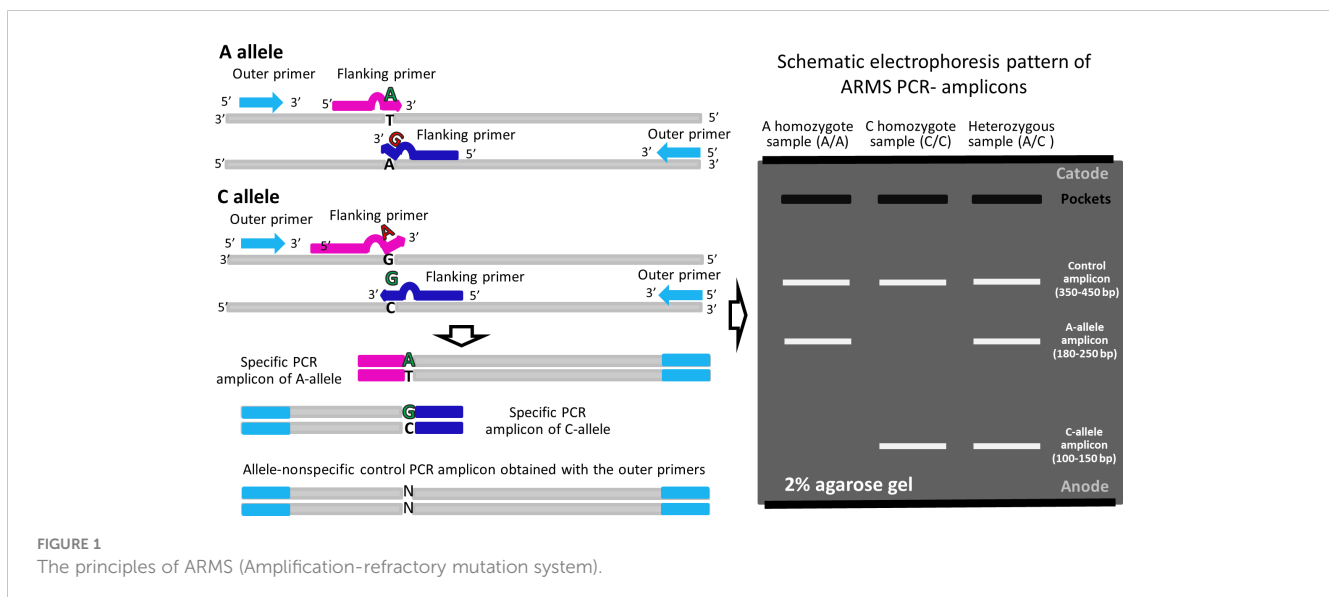 A allele
Outer primer
Flanking primer
5’
3’
5’
A
3’
3’
T
5’
3’
G
Flanking primer
5’
Outer primer
3’
5’
5’
A
3’
C allele
Outer primer
Flanking primer
5’
3’
5’
A
3’
3’
G
5’
G
Flanking primer
3’
5’
Outer primer
3’
5’
5’
C
3’
Specific PCR
amplicon of A-allele
A
T
G
C
Specific PCR
amplicon of C-allele
Allele-nonspecific control PCR amplicon obtained with the outer primers
N
N
Schematic electrophoresis pattern of
ARMS PCR- amplicons
A homozygote
sample (A/A)
C homozygote
sample (C/C)
Heterozygous
sample (A/C )
Catode
Pockets
Control
amplicon
(350-450 bp)
A-allele
amplicon
(180-250 bp)
C-allele
amplicon
(100-150 bp)
2% agarose gel
Anode
FIGURE 1
The principles of ARMS (Amplification-refractory mutation system).